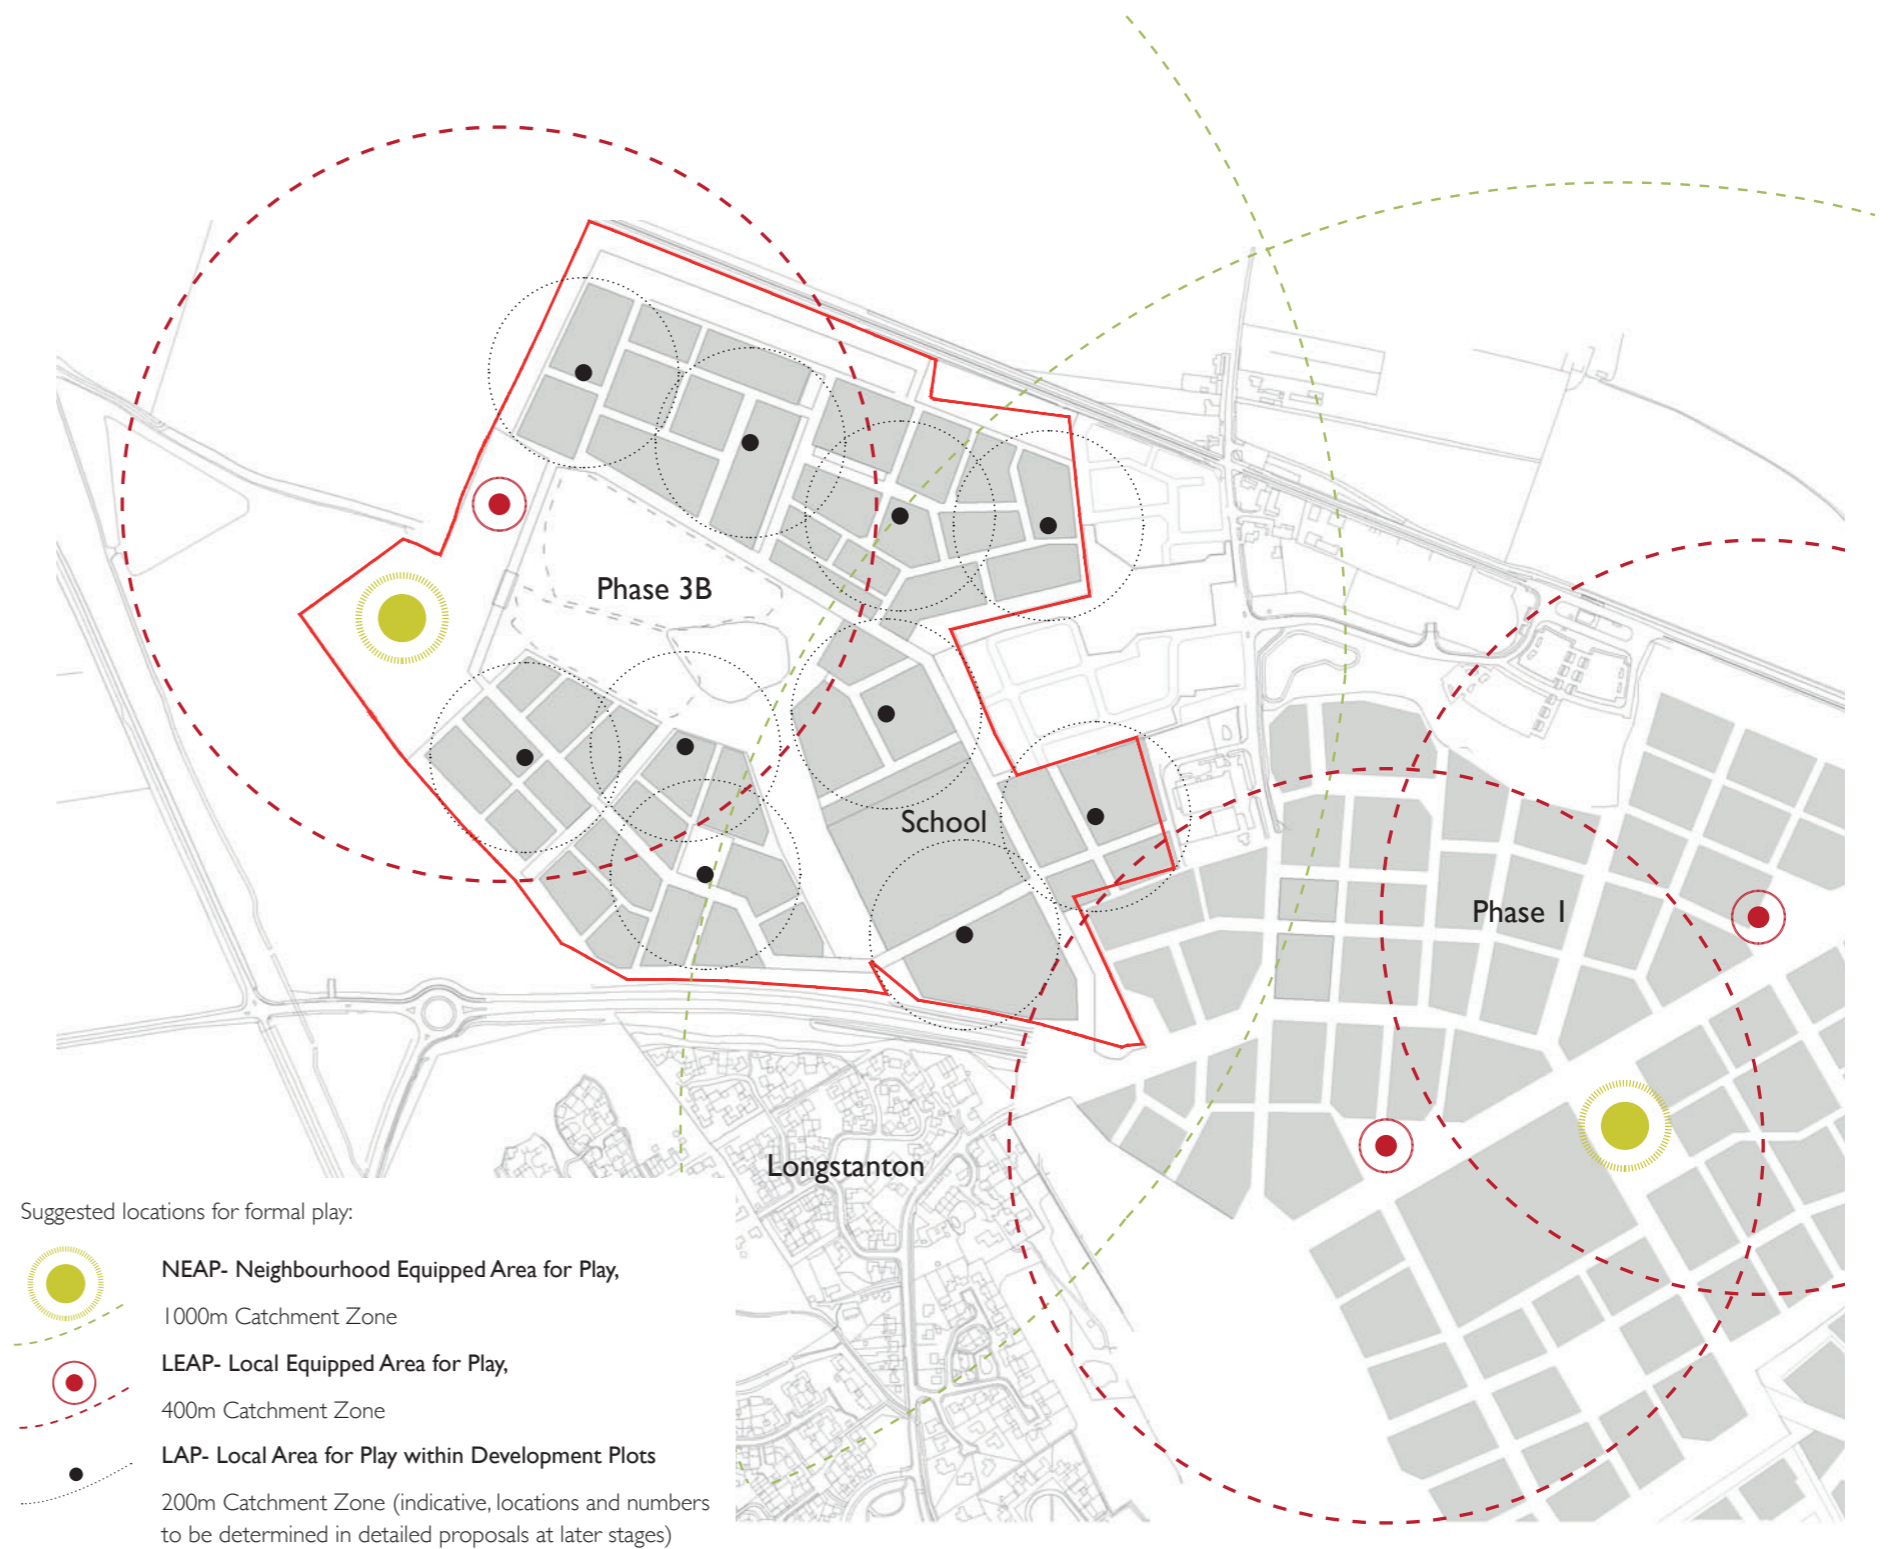 Phase 3B
School
Phase 1
Longstanton
Suggested locations for formal play:
NEAP- Neighbourhood Equipped Area for Play,
1000m Catchment Zone
LEAP- Local Equipped Area for Play,
400m Catchment Zone
LAP- Local Area for Play within Development Plots
200m Catchment Zone (indicative, locations and numbers
to be determined in detailed proposals at later stages)